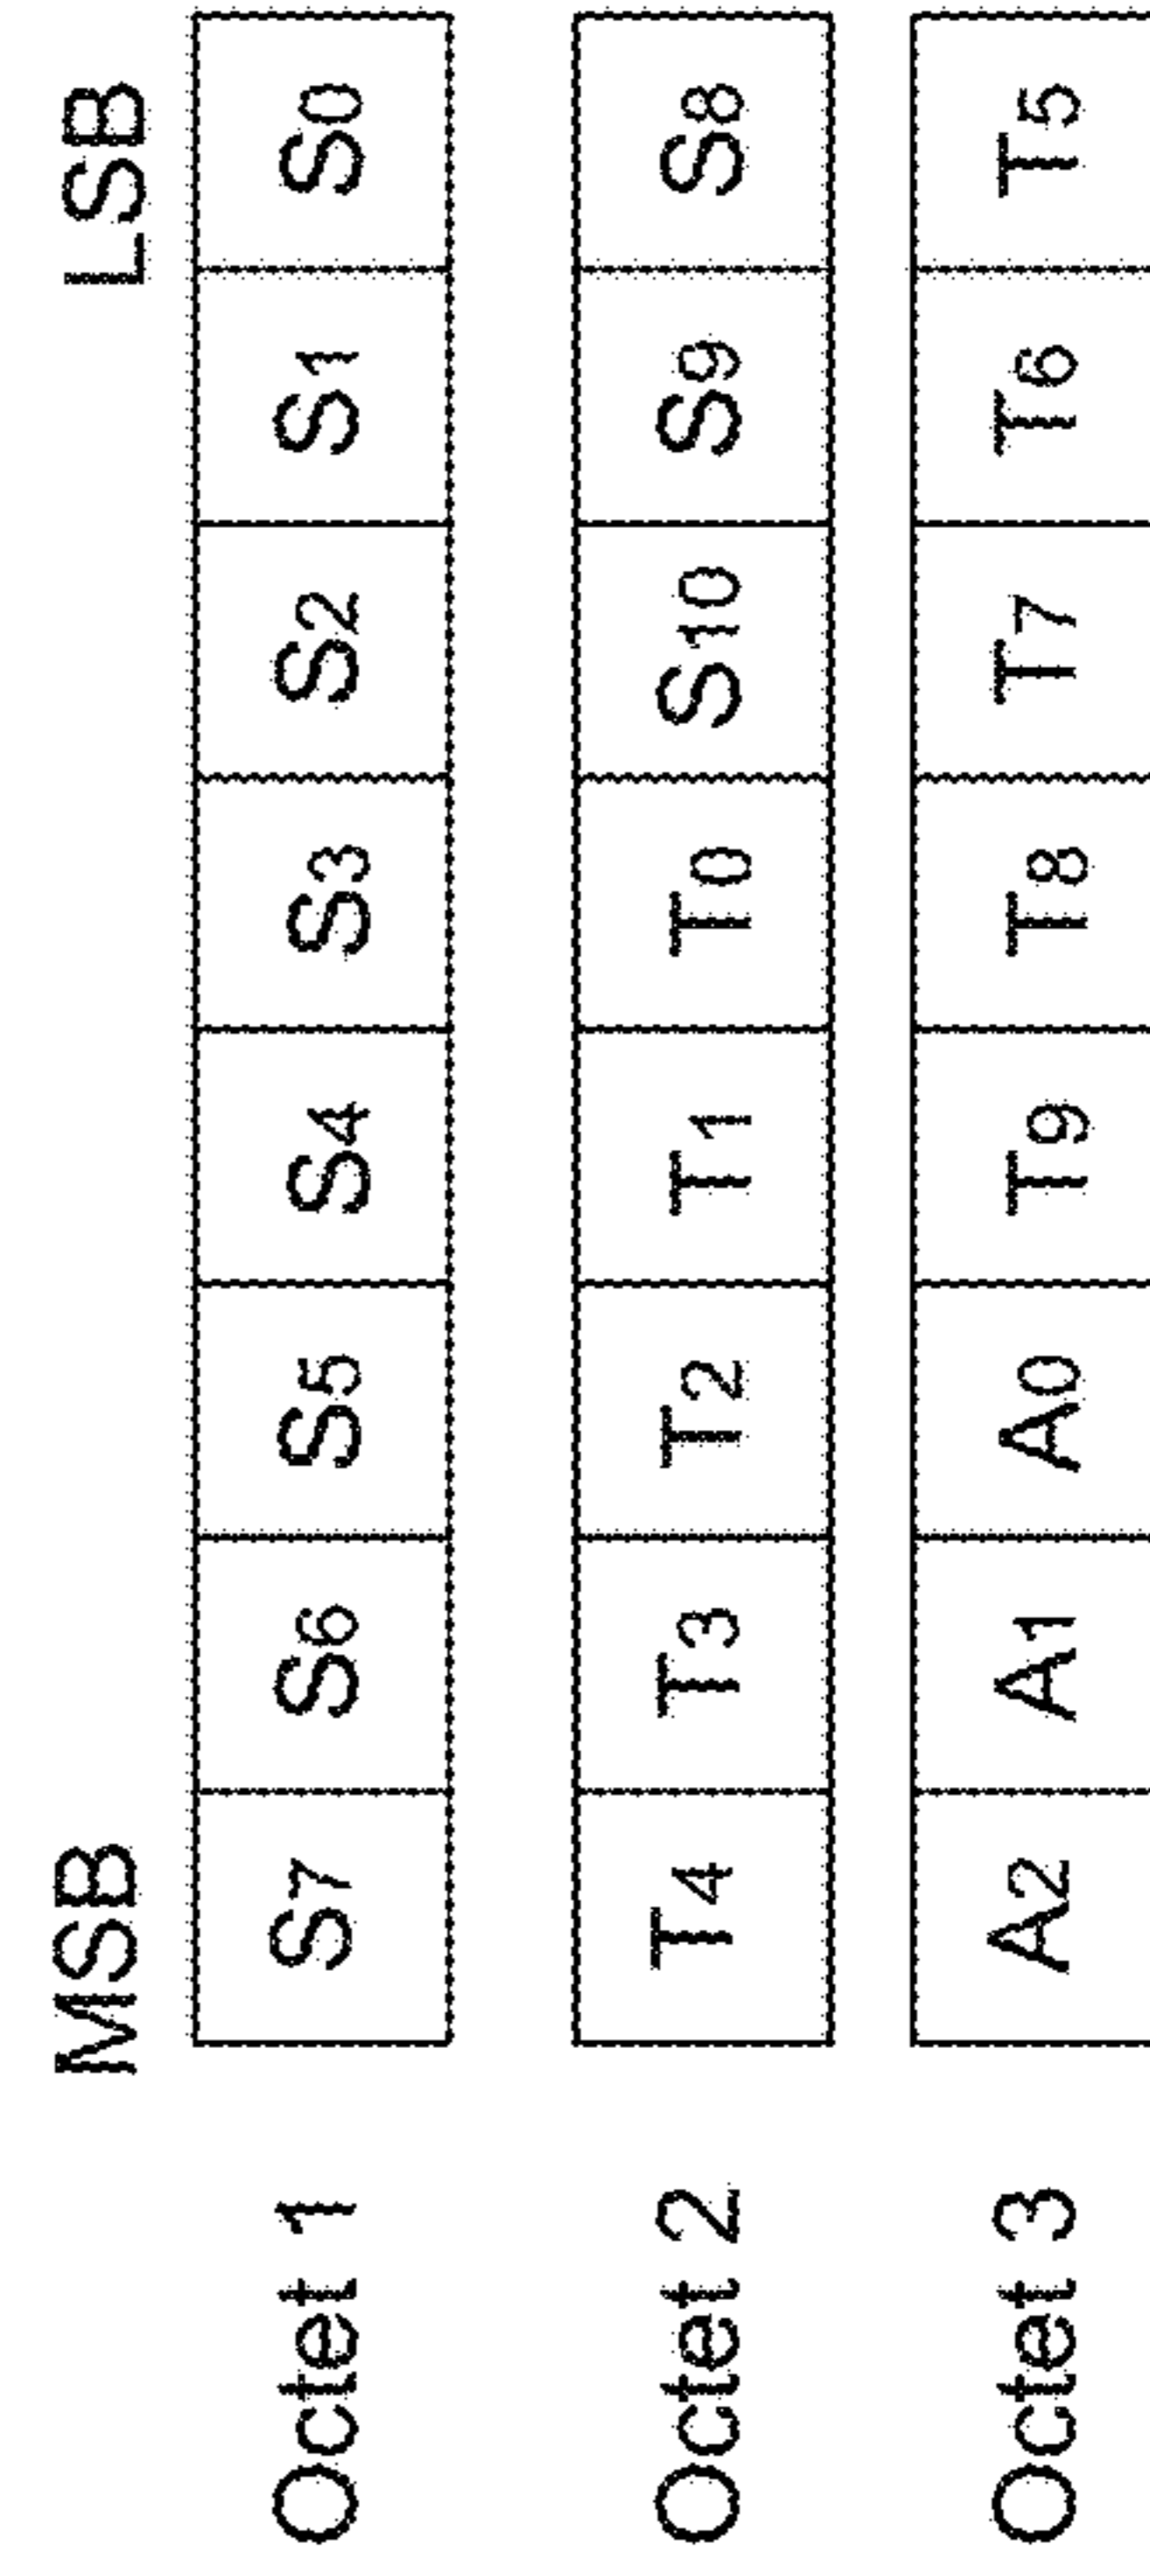 MSB LSB
Octet 1 S7 S6 S5 S4 S3 S2 S1 S0
Octet 2 T4 T3 T2 T1 T0 S10 S9 S8
Octet 3 A2 A1 A0 T9 T8 T7 T6 T5